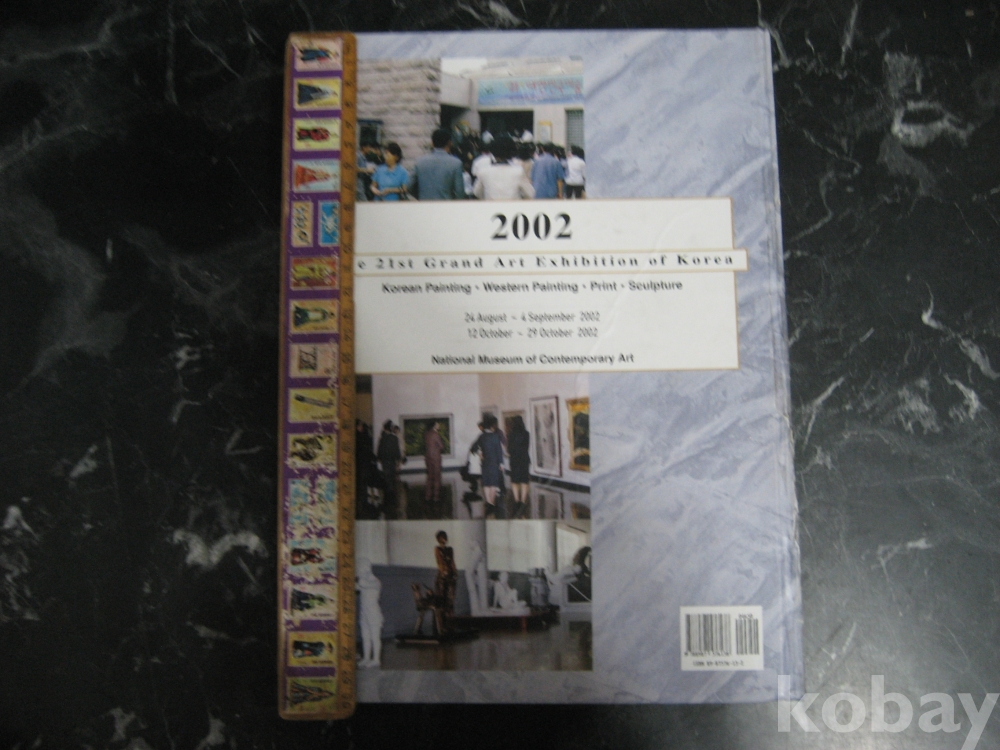 2002
e 21st Grand Art Exhibition of Korea
Korean Painting · Western Painting · Print · Sculpture
24 August ~ 4 September 2002
12 October ~ 29 October 2002
National Museum of Contemporary Art
kobay